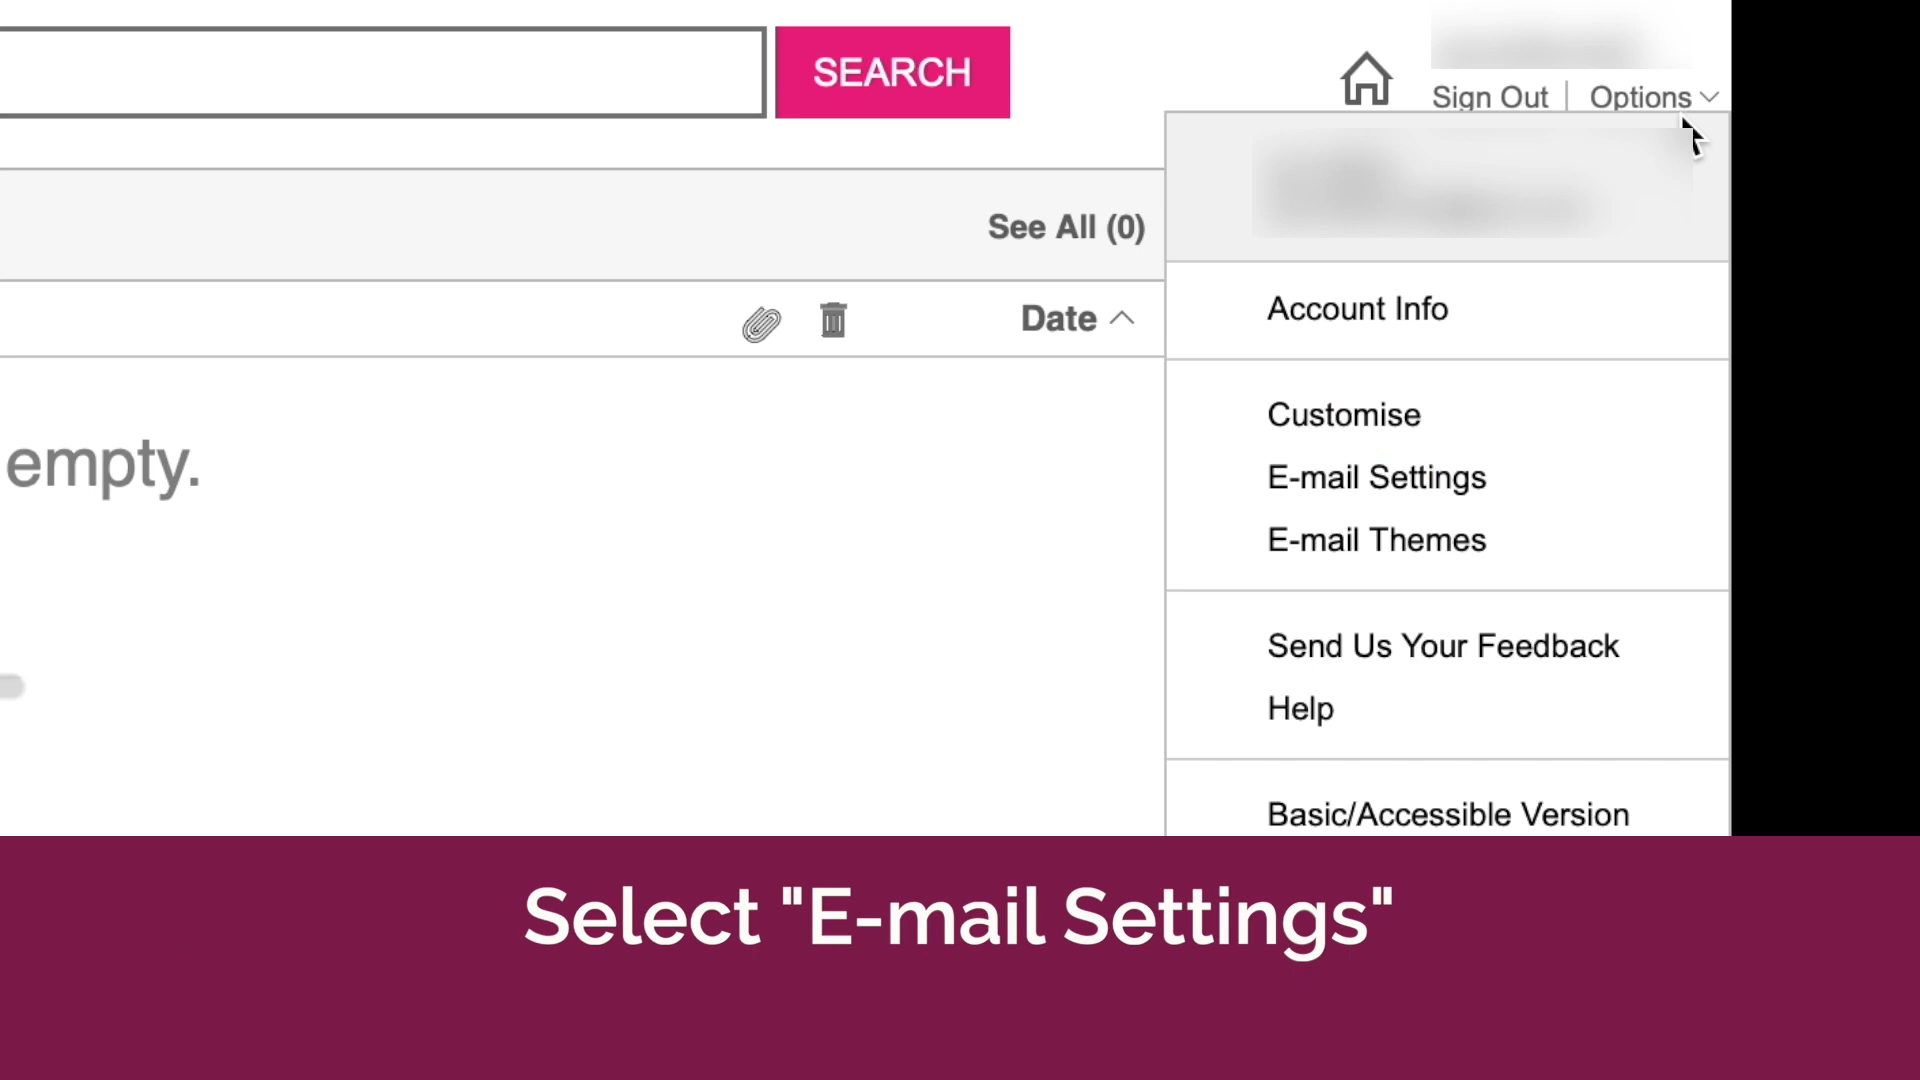 SEARCH
Sign Out
Options
See All (0)
Date
Account Info
empty.
Customise
E-mail Settings
E-mail Themes
Send Us Your Feedback
Help
Basic/Accessible Version
Select "E-mail Settings"